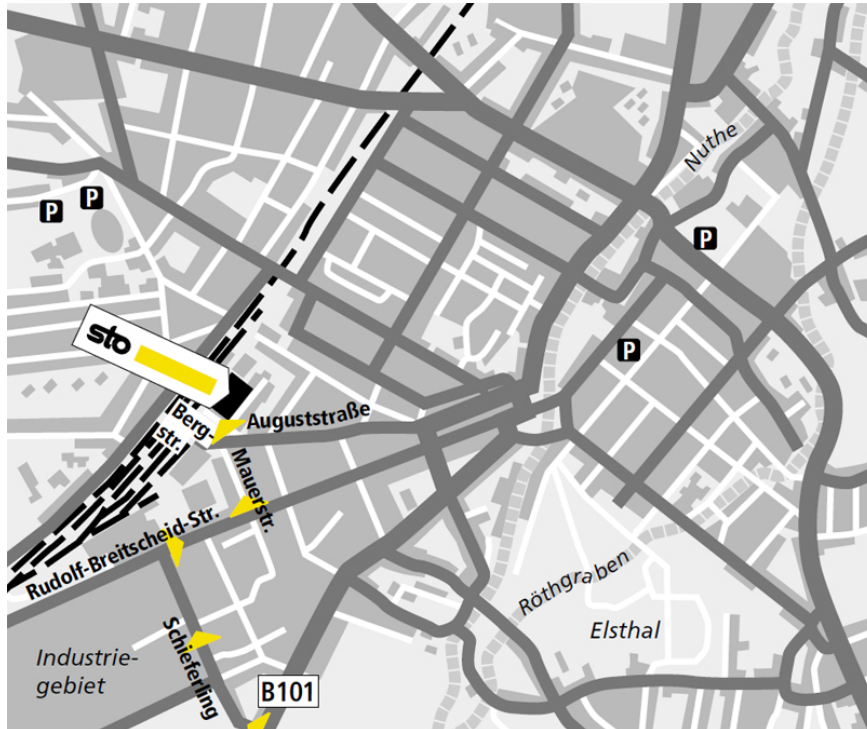 Nuthe
P
P
P
sto
P
Berg-
str.
Auguststraße
Mauerstr.
Rudolf-Breitscheid-Str.
Röthgraben
Elsthal
Schieferling
Industrie-
gebiet
B101